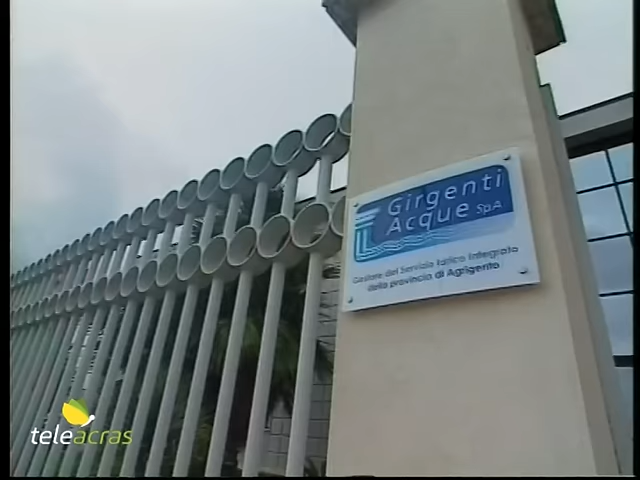 Girgenti
Acque SpA
Gestore del Servizio Idrico Integrato
della provincia di Agrigento
teleacras